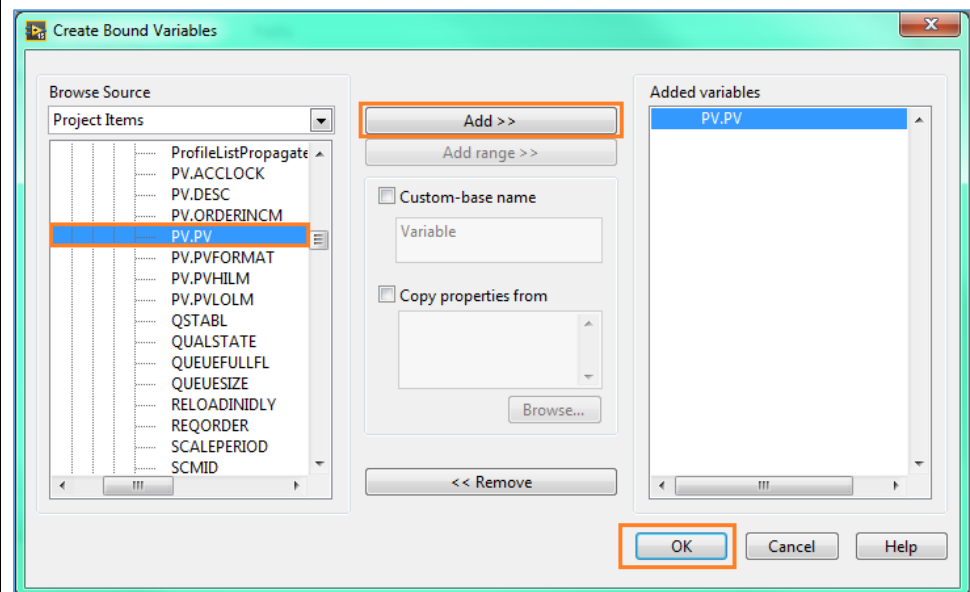 Create Bound Variables
Browse Source
Project Items
ProfileListPropagate
PV.ACCLOCK
PV.DESC
PV.ORDERINCM
PV.PV
PV.PVFORMAT
PV.PVHILM
PV.PVLOLM
QSTABL
QUALSTATE
QUEUEFULLFL
QUEUESIZE
RELOADINIDLY
REQORDER
SCALEPERIOD
SCMID
Add >>
Add range >>
Custom-base name
Variable
Copy properties from
Browse...
<< Remove
Added variables
PV.PV
OK
Cancel
Help